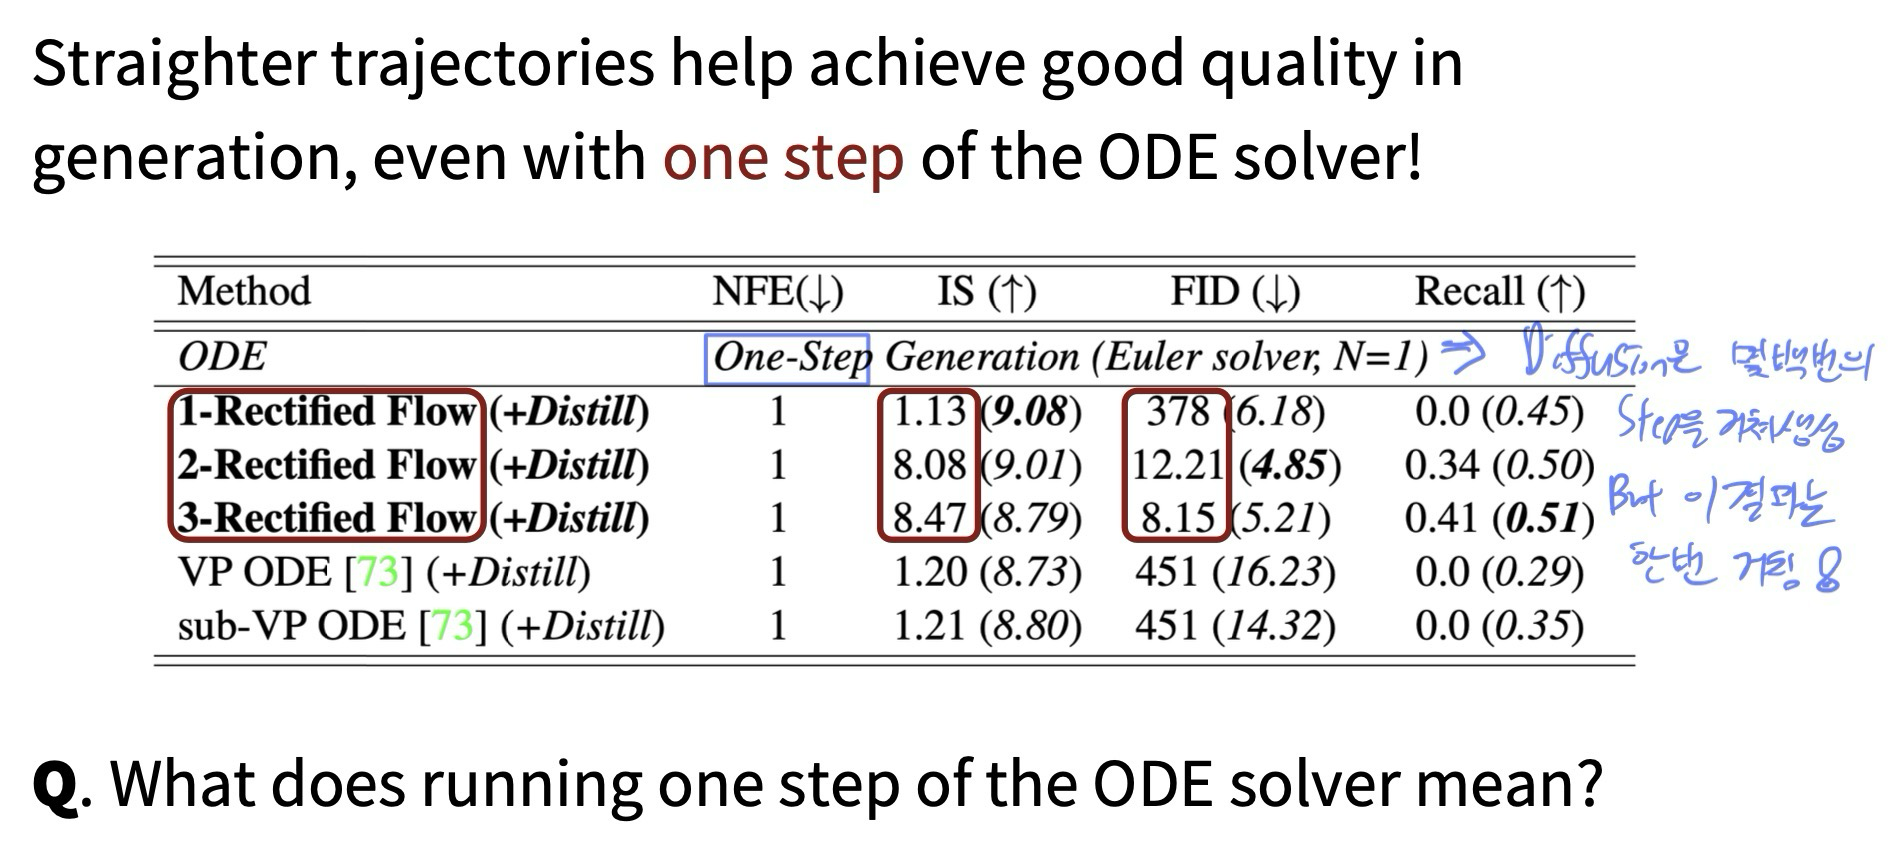 Straighter trajectories help achieve good quality in
generation, even with one step of the ODE solver!
Method NFE(↓) IS (↑) FID (↓) Recall (↑)
ODE One-Step Generation (Euler solver, N=1) ⇒ Diffusion은 몇백번의
1-Rectified Flow (+Distill) 1 1.13 (9.08) 378 (6.18) 0.0 (0.45) Step을 거쳐 생성
2-Rectified Flow (+Distill) 1 8.08 (9.01) 12.21 (4.85) 0.34 (0.50)
But 이 결과는
3-Rectified Flow (+Distill) 1 8.47 (8.79) 8.15 (5.21) 0.41 (0.51)
VP ODE [73] (+Distill) 1 1.20 (8.73) 451 (16.23) 0.0 (0.29) 한번 거침
sub-VP ODE [73] (+Distill) 1 1.21 (8.80) 451 (14.32) 0.0 (0.35)
Q. What does running one step of the ODE solver mean?